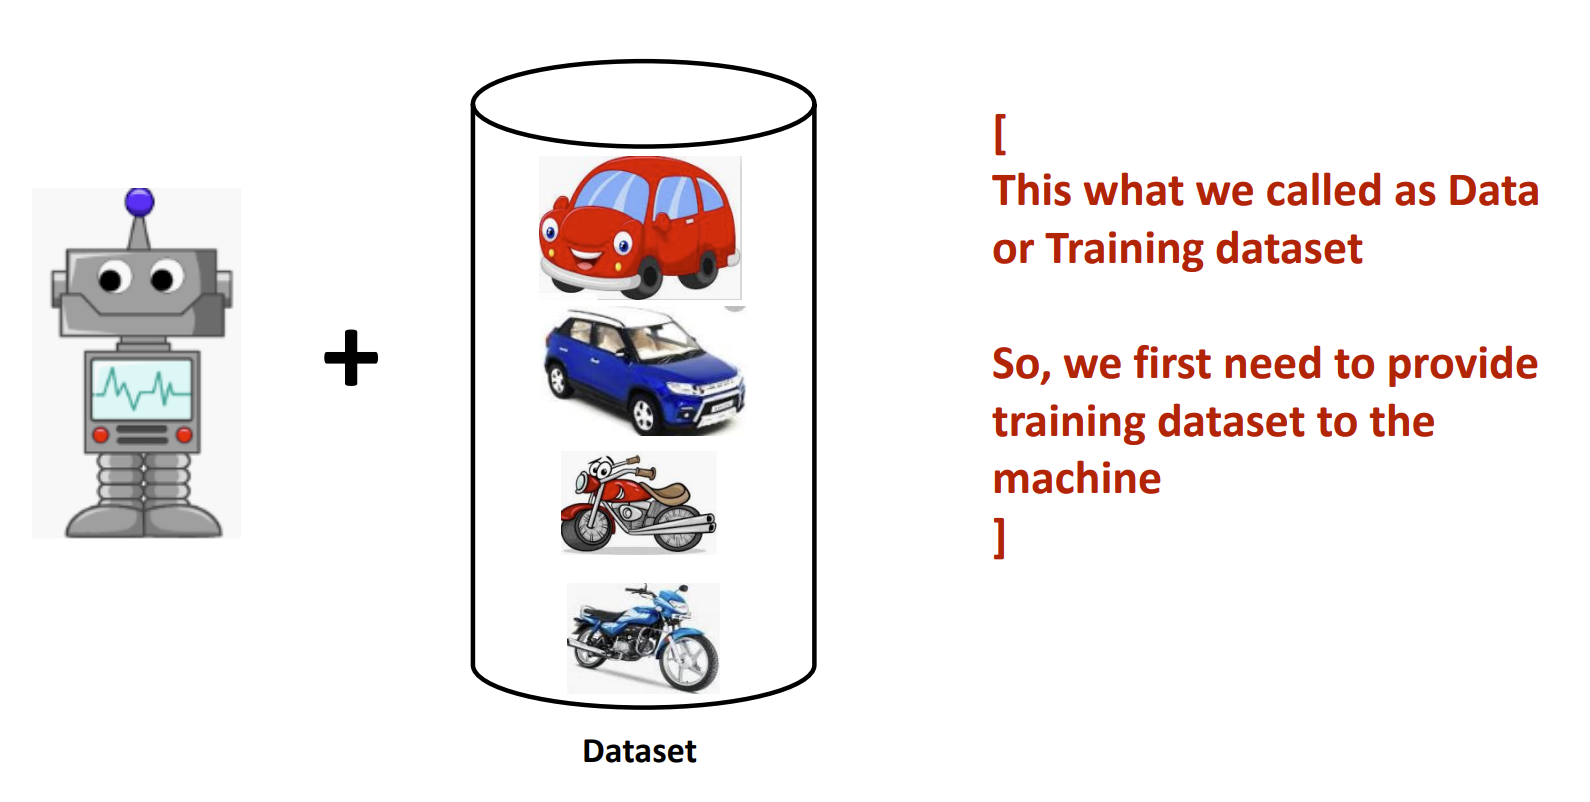 [
This what we called as Data
or Training dataset
So, we first need to provide
training dataset to the
machine
]
+
Dataset